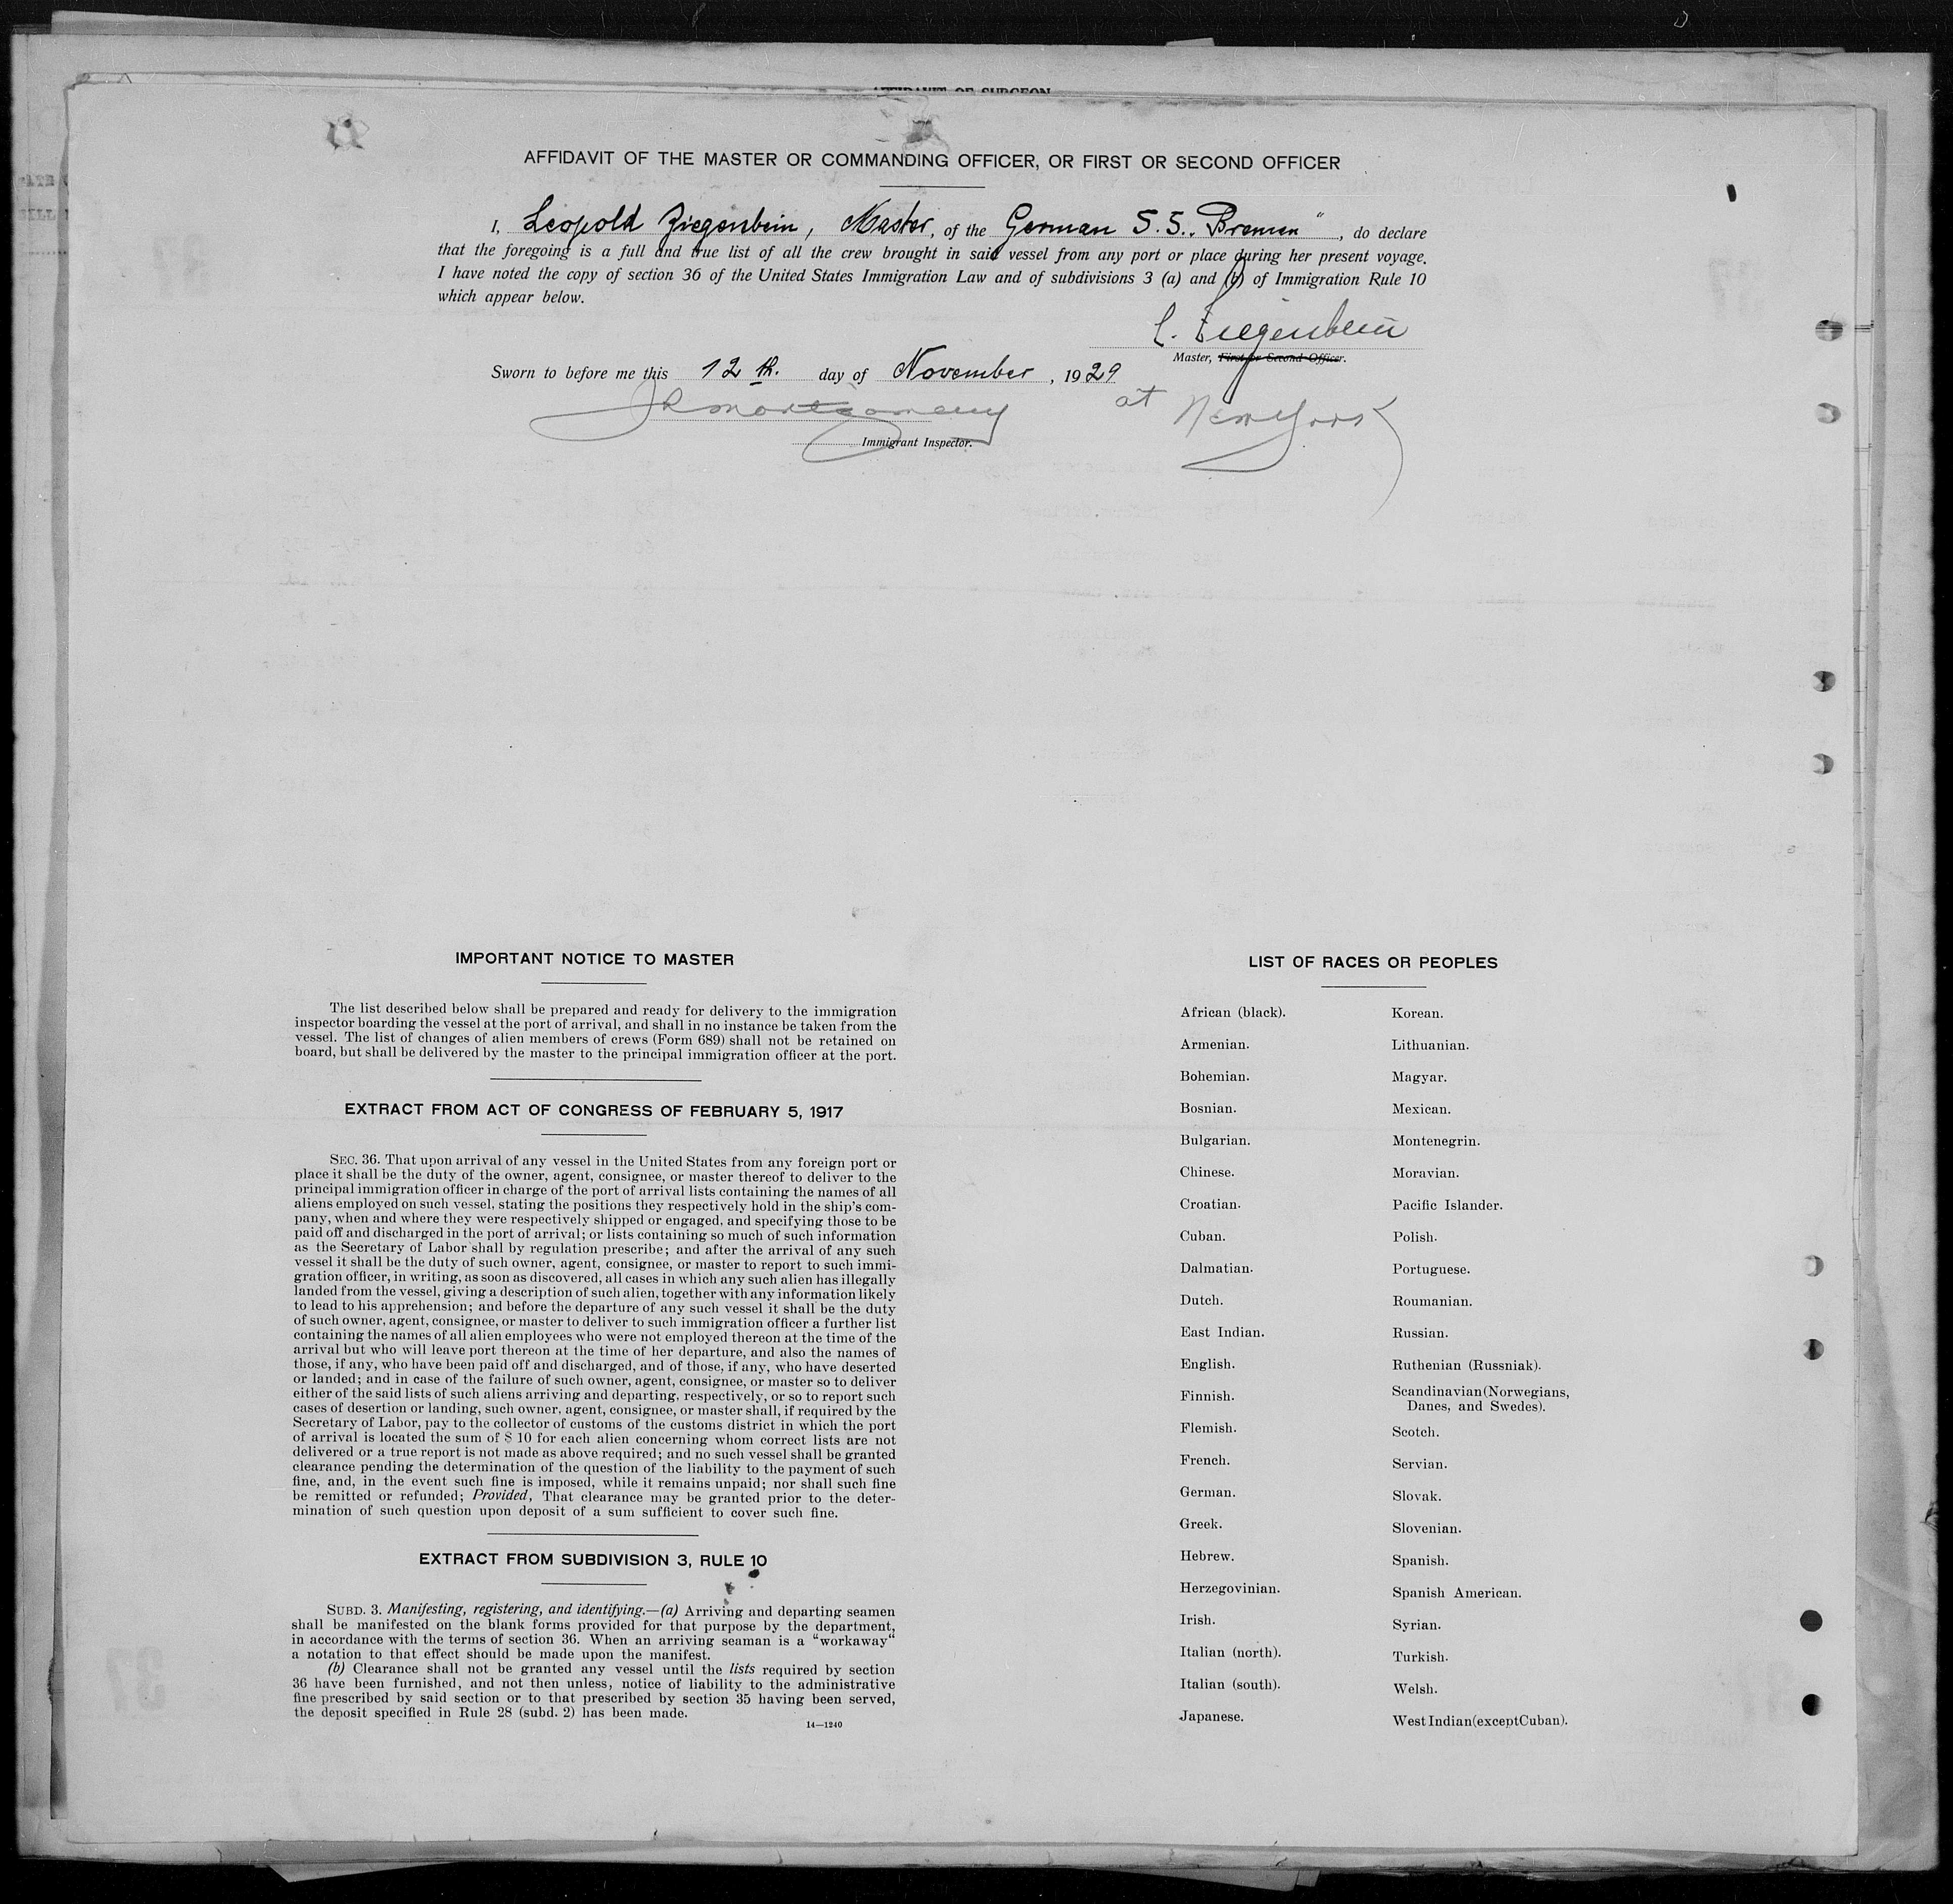 AFFIDAVIT OF SURGEON
AFFIDAVIT OF THE MASTER OR COMMANDING OFFICER, OR FIRST OR SECOND OFFICER
I, Leopold Ziegenbein, Master, of the German S.S. „Bremen“, do declare
that the foregoing is a full and true list of all the crew brought in said vessel from any port or place during her present voyage.
I have noted the copy of section 36 of the United States Immigration Law and of subdivisions 3 (a) and (b) of Immigration Rule 10
which appear below.
L. Ziegenbein
Master, First or Second Officer.
Sworn to before me this 12th. day of November, 1929
at New York
Montgomery
Immigrant Inspector.
IMPORTANT NOTICE TO MASTER
The list described below shall be prepared and ready for delivery to the immigration
inspector boarding the vessel at the port of arrival, and shall in no instance be taken from the
vessel. The list of changes of alien members of crews (Form 689) shall not be retained on
board, but shall be delivered by the master to the principal immigration officer at the port.
EXTRACT FROM ACT OF CONGRESS OF FEBRUARY 5, 1917
SEC. 36. That upon arrival of any vessel in the United States from any foreign port or
place it shall be the duty of the owner, agent, consignee, or master thereof to deliver to the
principal immigration officer in charge of the port of arrival lists containing the names of all
aliens employed on such vessel, stating the positions they respectively hold in the ship's com-
pany, when and where they were respectively shipped or engaged, and specifying those to be
paid off and discharged in the port of arrival; or lists containing so much of such information
as the Secretary of Labor shall by regulation prescribe; and after the arrival of any such
vessel it shall be the duty of such owner, agent, consignee, or master to report to such immi-
gration officer, in writing, as soon as discovered, all cases in which any such alien has illegally
landed from the vessel, giving a description of such alien, together with any information likely
to lead to his apprehension; and before the departure of any such vessel it shall be the duty
of such owner, agent, consignee, or master to deliver to such immigration officer a further list
containing the names of all alien employees who were not employed thereon at the time of the
arrival but who will leave port thereon at the time of her departure, and also the names of
those, if any, who have been paid off and discharged, and of those, if any, who have deserted
or landed; and in case of the failure of such owner, agent, consignee, or master so to deliver
either of the said lists of such aliens arriving and departing, respectively, or so to report such
cases of desertion or landing, such owner, agent, consignee, or master shall, if required by the
Secretary of Labor, pay to the collector of customs of the customs district in which the port
of arrival is located the sum of $ 10 for each alien concerning whom correct lists are not
delivered or a true report is not made as above required; and no such vessel shall be granted
clearance pending the determination of the question of the liability to the payment of such
fine, and, in the event such fine is imposed, while it remains unpaid; nor shall such fine
be remitted or refunded; Provided, That clearance may be granted prior to the deter-
mination of such question upon deposit of a sum sufficient to cover such fine.
EXTRACT FROM SUBDIVISION 3, RULE 10
SUBD. 3. Manifesting, registering, and identifying.—(a) Arriving and departing seamen
shall be manifested on the blank forms provided for that purpose by the department,
in accordance with the terms of section 36. When an arriving seaman is a “workaway“
a notation to that effect should be made upon the manifest.
(b) Clearance shall not be granted any vessel until the lists required by section
36 have been furnished, and not then unless, notice of liability to the administrative
fine prescribed by said section or to that prescribed by section 35 having been served,
the deposit specified in Rule 28 (subd. 2) has been made.
14—1240
LIST OF RACES OR PEOPLES
African (black).
Armenian.
Bohemian.
Bosnian.
Bulgarian.
Chinese.
Croatian.
Cuban.
Dalmatian.
Dutch.
East Indian.
English.
Finnish.
Flemish.
French.
German.
Greek.
Hebrew.
Herzegovinian.
Irish.
Italian (north).
Italian (south).
Japanese.
Korean.
Lithuanian.
Magyar.
Mexican.
Montenegrin.
Moravian.
Pacific Islander.
Polish.
Portuguese.
Roumanian.
Russian.
Ruthenian (Russniak).
Scandinavian (Norwegians,
Danes, and Swedes).
Scotch.
Servian.
Slovak.
Slovenian.
Spanish.
Spanish American.
Syrian.
Turkish.
Welsh.
West Indian (except Cuban).